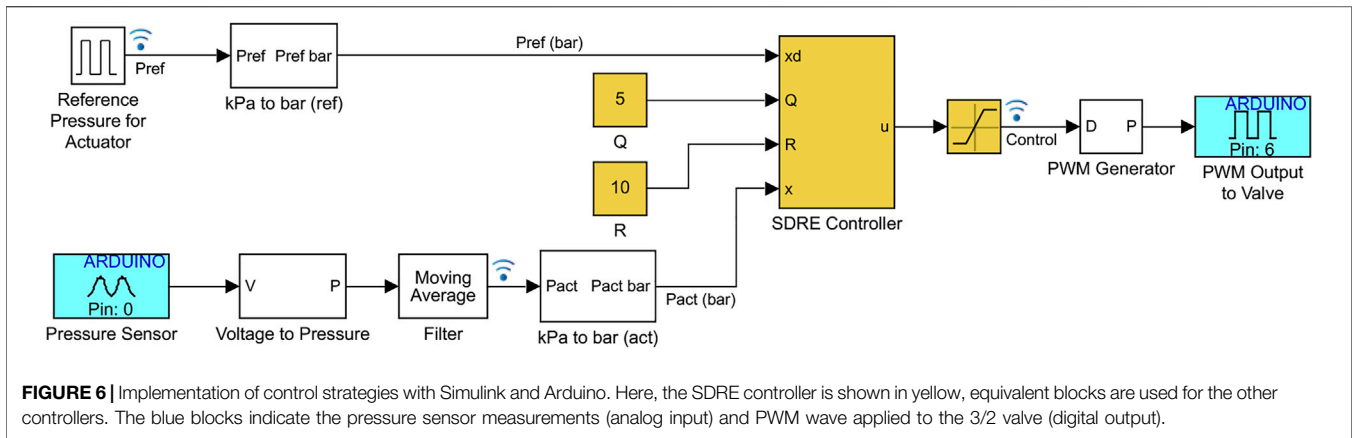 Pref
Reference
Pressure for
Actuator
Pref Pref bar
kPa to bar (ref)
Pref (bar)
5
Q
10
R
xd
Q
R
x
u
SDRE Controller
Control
D P
PWM Generator
ARDUINO
Pin: 6
PWM Output
to Valve
ARDUINO
Pin: 0
Pressure Sensor
V P
Voltage to Pressure
Moving
Average
Filter
Pact Pact bar
kPa to bar (act)
Pact (bar)
FIGURE 6 | Implementation of control strategies with Simulink and Arduino. Here, the SDRE controller is shown in yellow, equivalent blocks are used for the other
controllers. The blue blocks indicate the pressure sensor measurements (analog input) and PWM wave applied to the 3/2 valve (digital output).